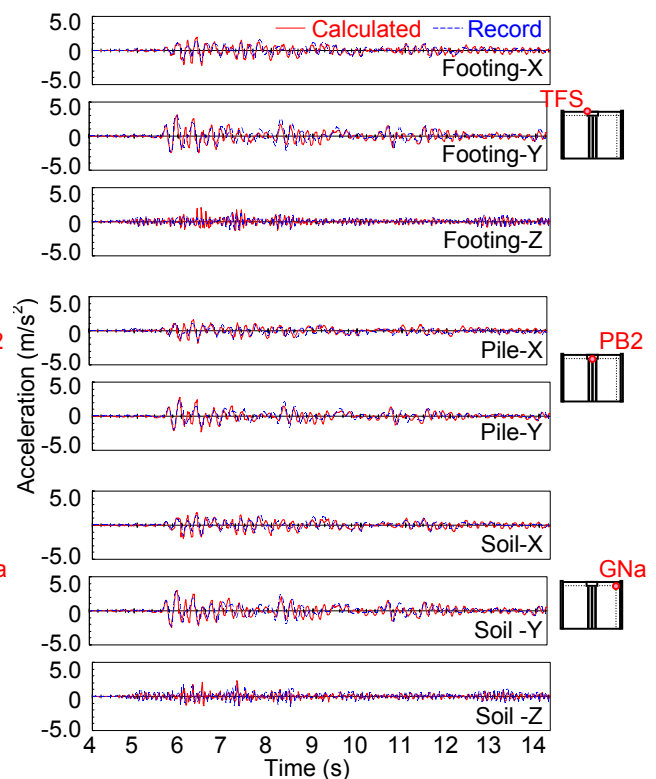 5.0
0
-5.0
Calculated
Record
Footing-X
5.0
0
-5.0
Footing-Y
TFS
5.0
0
-5.0
Footing-Z
5.0
0
-5.0
Pile-X
2
PB2
5.0
0
-5.0
Pile-Y
Acceleration (m/s²)
5.0
0
-5.0
Soil-X
a
GNa
5.0
0
-5.0
Soil -Y
5.0
0
-5.0
Soil -Z
4 5 6 7 8 9 10 11 12 13 14
Time (s)